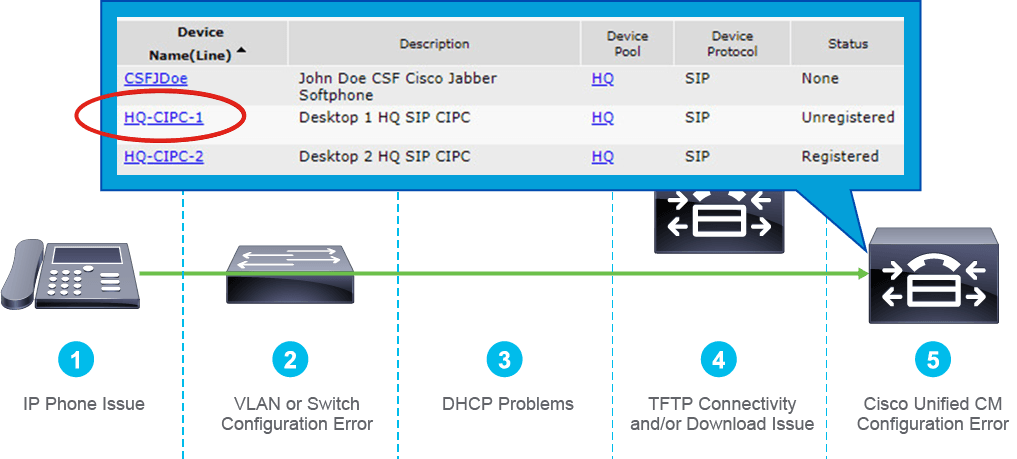 Device
Name(Line)
Description
Device
Pool
Device
Protocol
Status
CSFJDoe
John Doe CSF Cisco Jabber
Softphone
HQ
SIP
None
HQ-CIPC-1
Desktop 1 HQ SIP CIPC
HQ
SIP
Unregistered
HQ-CIPC-2
Desktop 2 HQ SIP CIPC
HQ
SIP
Registered
1
IP Phone Issue
2
VLAN or Switch
Configuration Error
3
DHCP Problems
4
TFTP Connectivity
and/or Download Issue
5
Cisco Unified CM
Configuration Error